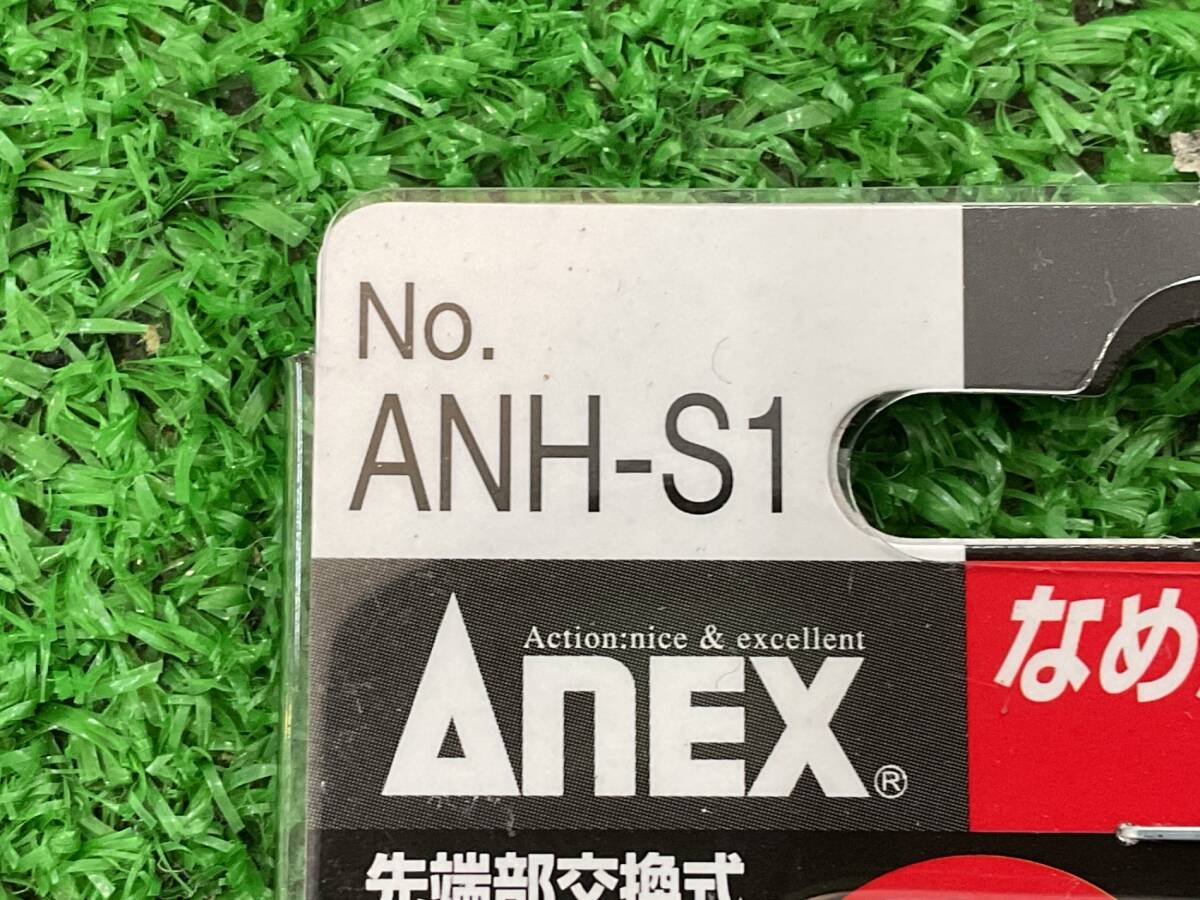 No.
ANH-S1
Action:nice & excellent
ANEX®
なめ
先端部交換式